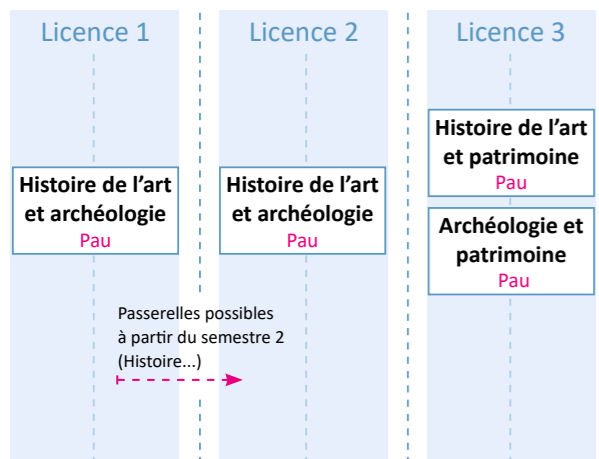 Licence 1
Licence 2
Licence 3
Histoire de l’art
et archéologie
Pau
Histoire de l’art
et archéologie
Pau
Histoire de l’art
et patrimoine
Pau
Archéologie et
patrimoine
Pau
Passerelles possibles
à partir du semestre 2
(Histoire...)